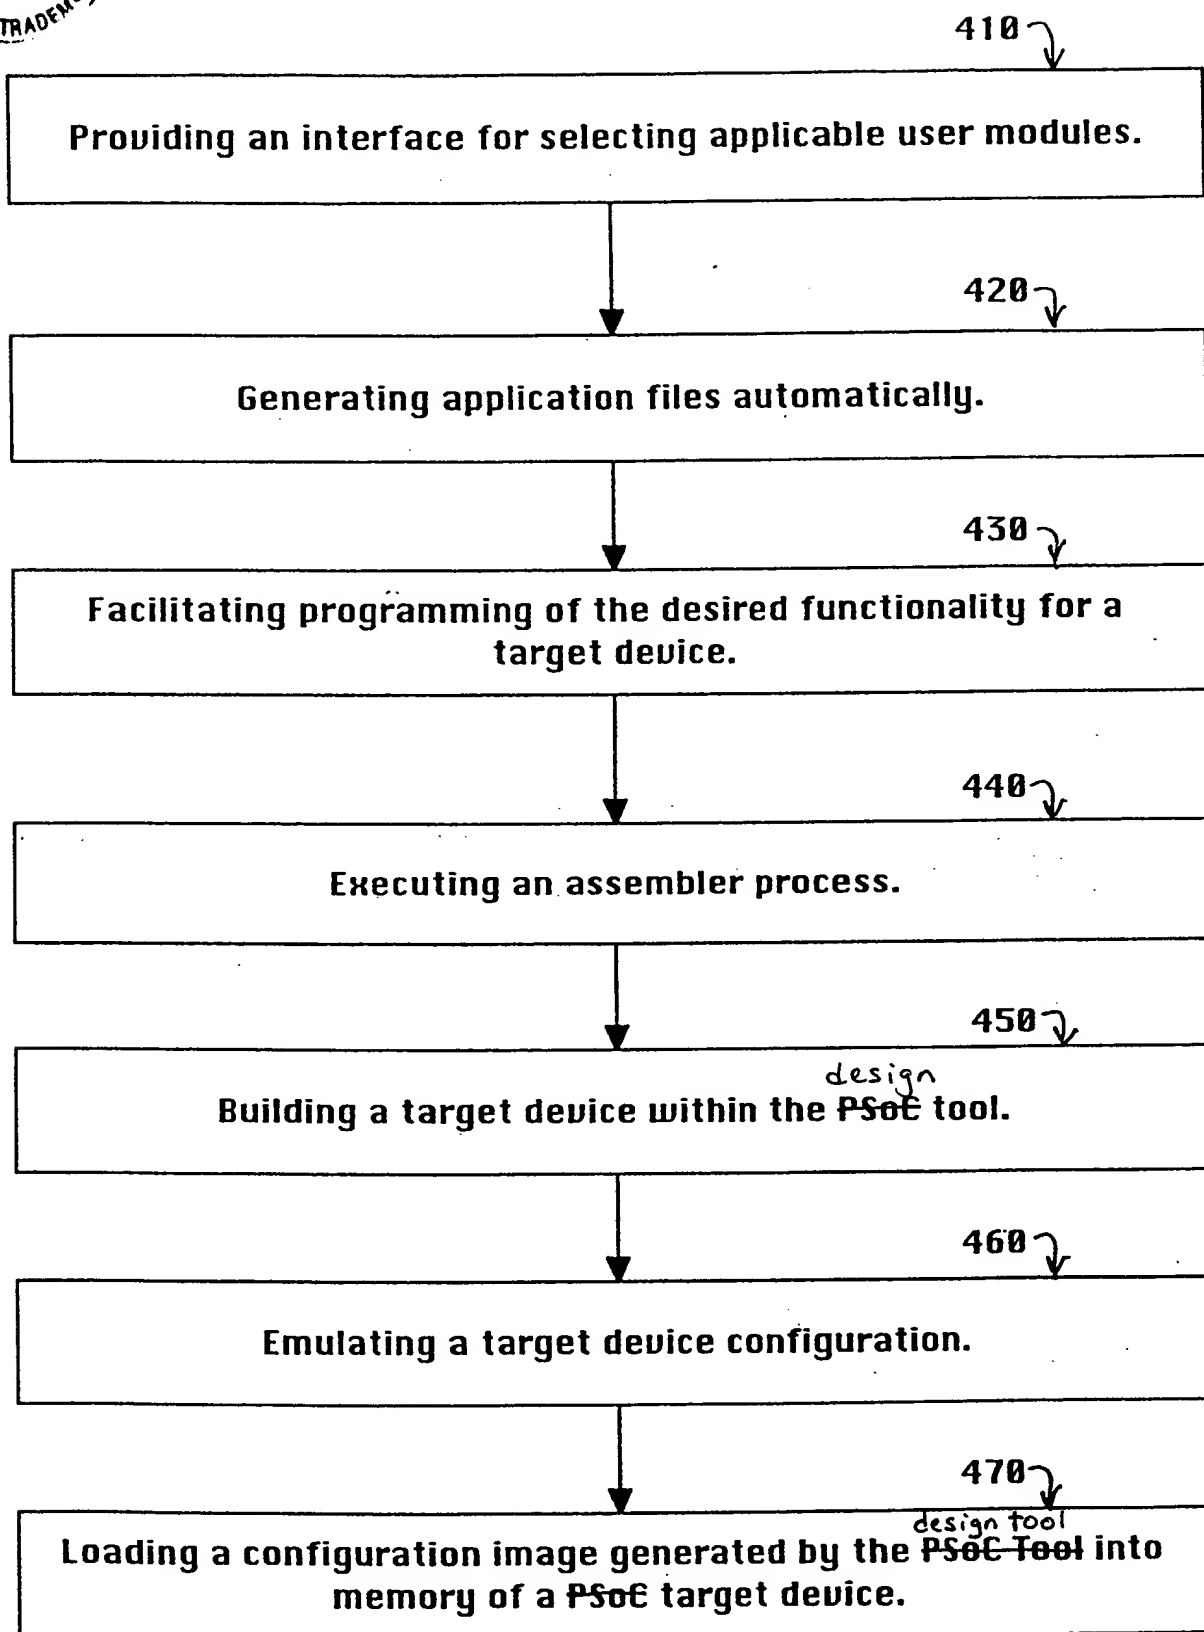 TRADEM
410
Providing an interface for selecting applicable user modules.
420
Generating application files automatically.
430
Facilitating programming of the desired functionality for a
target device.
440
Executing an assembler process.
450
design
Building a target device within the PSoC tool.
460
Emulating a target device configuration.
470
design tool
Loading a configuration image generated by the PSoC Tool into
memory of a PSoC target device.